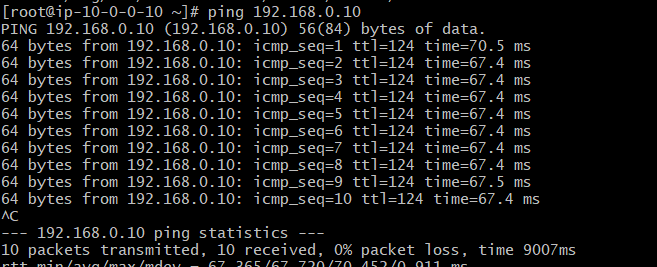 [root@ip-10-0-0-10 ~]# ping 192.168.0.10
PING 192.168.0.10 (192.168.0.10) 56(84) bytes of data.
64 bytes from 192.168.0.10: icmp_seq=1 ttl=124 time=70.5 ms
64 bytes from 192.168.0.10: icmp_seq=2 ttl=124 time=67.4 ms
64 bytes from 192.168.0.10: icmp_seq=3 ttl=124 time=67.4 ms
64 bytes from 192.168.0.10: icmp_seq=4 ttl=124 time=67.4 ms
64 bytes from 192.168.0.10: icmp_seq=5 ttl=124 time=67.4 ms
64 bytes from 192.168.0.10: icmp_seq=6 ttl=124 time=67.4 ms
64 bytes from 192.168.0.10: icmp_seq=7 ttl=124 time=67.4 ms
64 bytes from 192.168.0.10: icmp_seq=8 ttl=124 time=67.4 ms
64 bytes from 192.168.0.10: icmp_seq=9 ttl=124 time=67.5 ms
64 bytes from 192.168.0.10: icmp_seq=10 ttl=124 time=67.4 ms
^C
--- 192.168.0.10 ping statistics ---
10 packets transmitted, 10 received, 0% packet loss, time 9007ms
rtt min/avg/max/mdev = 67.365/67.720/70.452/0.911 ms